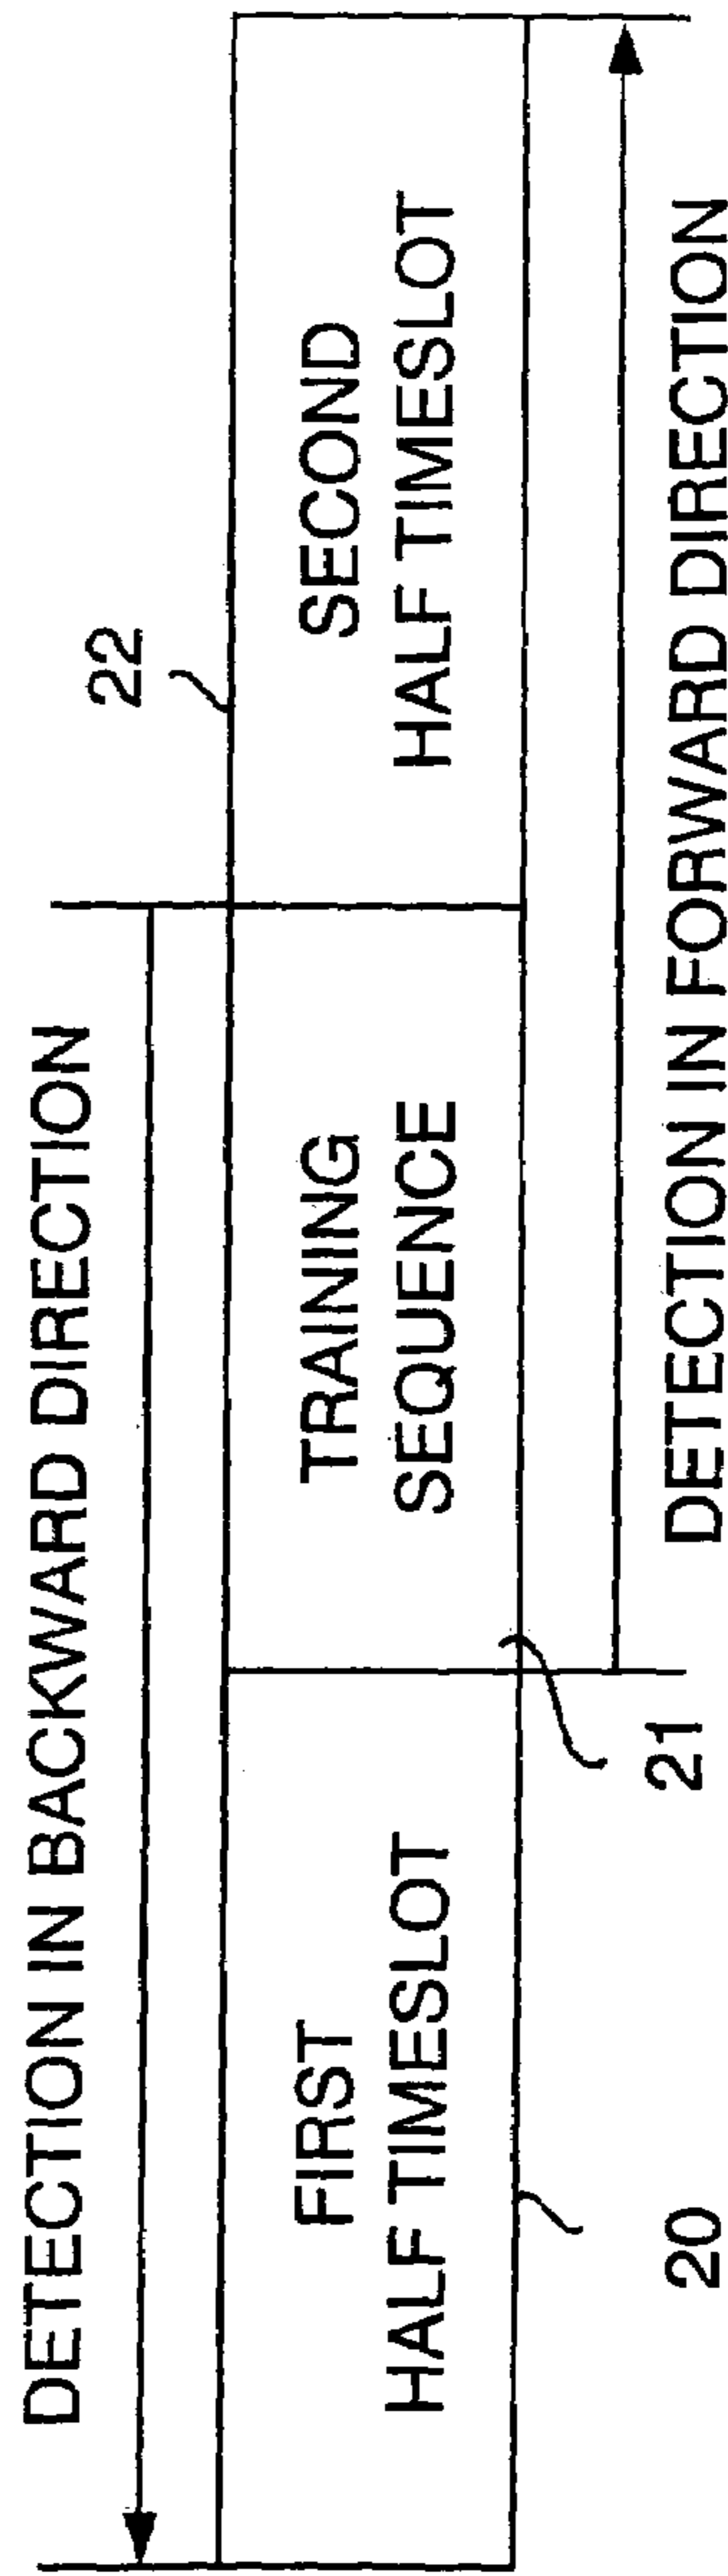 DETECTION IN BACKWARD DIRECTION
22
FIRST
HALF TIMESLOT
TRAINING
SEQUENCE
SECOND
HALF TIMESLOT
20
21
DETECTION IN FORWARD DIRECTION